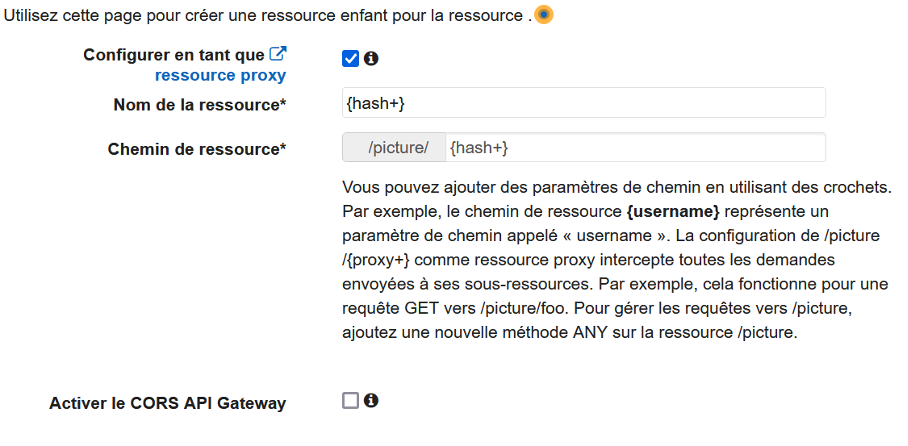 Utilisez cette page pour créer une ressource enfant pour la ressource .
Configurer en tant que
ressource proxy
Nom de la ressource*
{hash+}
Chemin de ressource*
/picture/ {hash+}
Vous pouvez ajouter des paramètres de chemin en utilisant des crochets.
Par exemple, le chemin de ressource {username} représente un
paramètre de chemin appelé « username ». La configuration de /picture
/{proxy+} comme ressource proxy intercepte toutes les demandes
envoyées à ses sous-ressources. Par exemple, cela fonctionne pour une
requête GET vers /picture/foo. Pour gérer les requêtes vers /picture,
ajoutez une nouvelle méthode ANY sur la ressource /picture.
Activer le CORS API Gateway